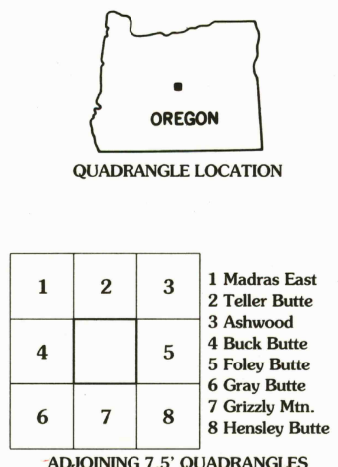 OREGON
QUADRANGLE LOCATION
1 2 3
4 5
6 7 8
1 Madras East
2 Teller Butte
3 Ashwood
4 Buck Butte
5 Foley Butte
6 Gray Butte
7 Grizzly Mtn.
8 Hensley Butte
ADJOINING 7.5' QUADRANGLES